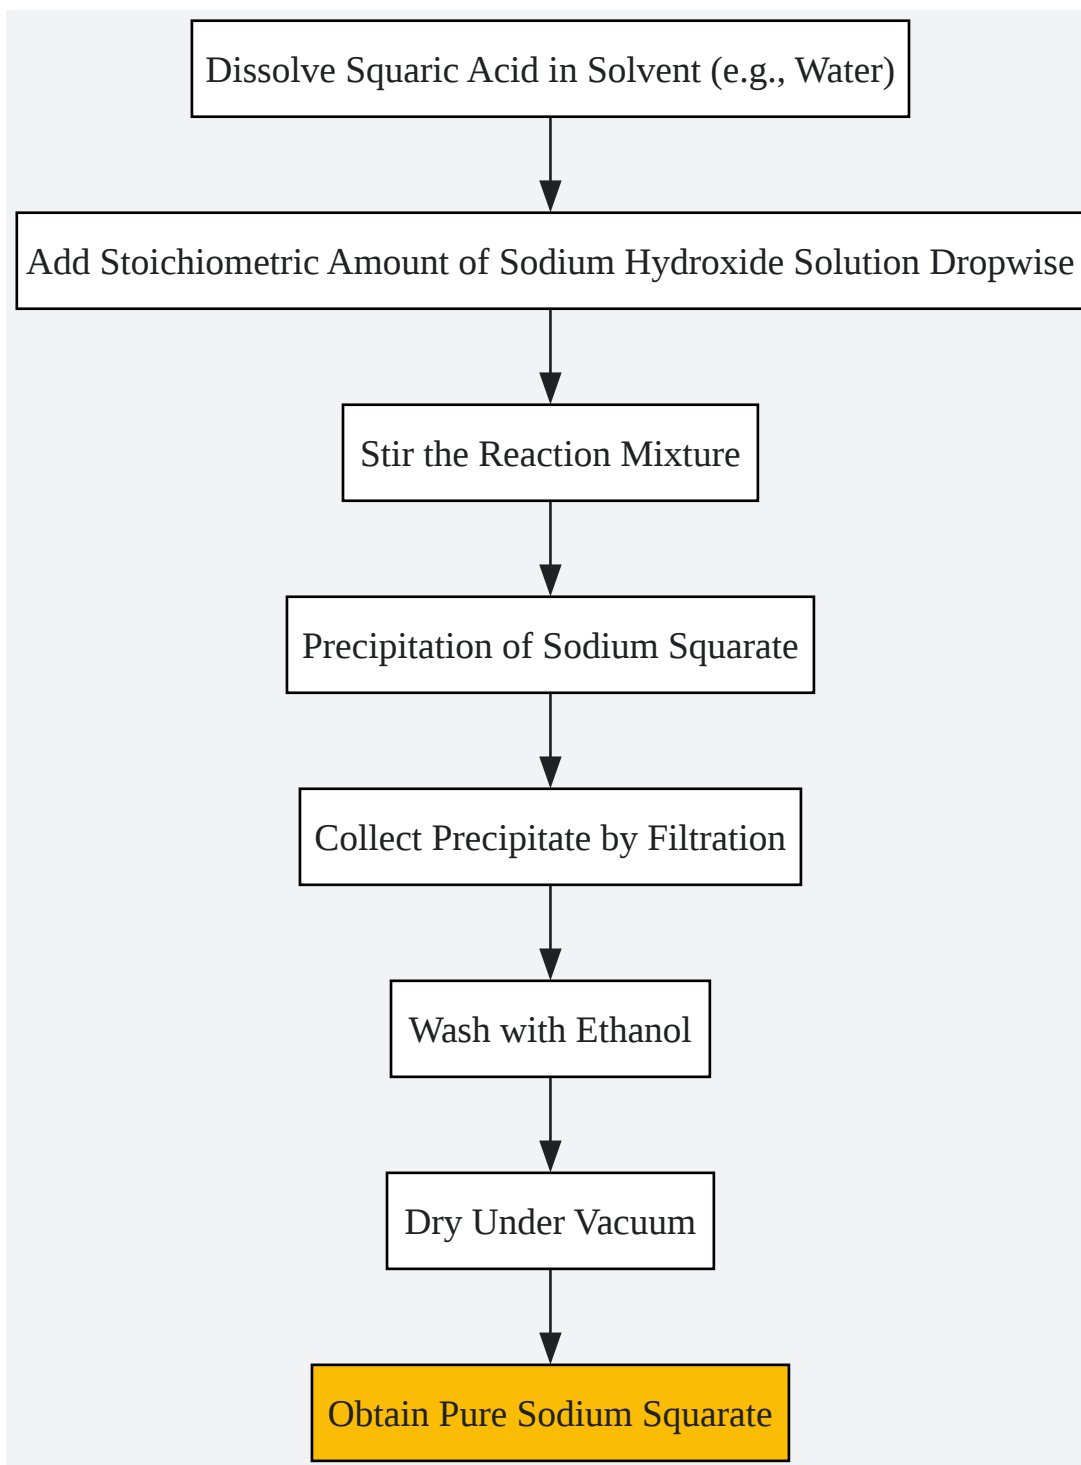 Dissolve Squaric Acid in Solvent (e.g., Water)
Add Stoichiometric Amount of Sodium Hydroxide Solution Dropwise
Stir the Reaction Mixture
Precipitation of Sodium Squarate
Collect Precipitate by Filtration
Wash with Ethanol
Dry Under Vacuum
Obtain Pure Sodium Squarate